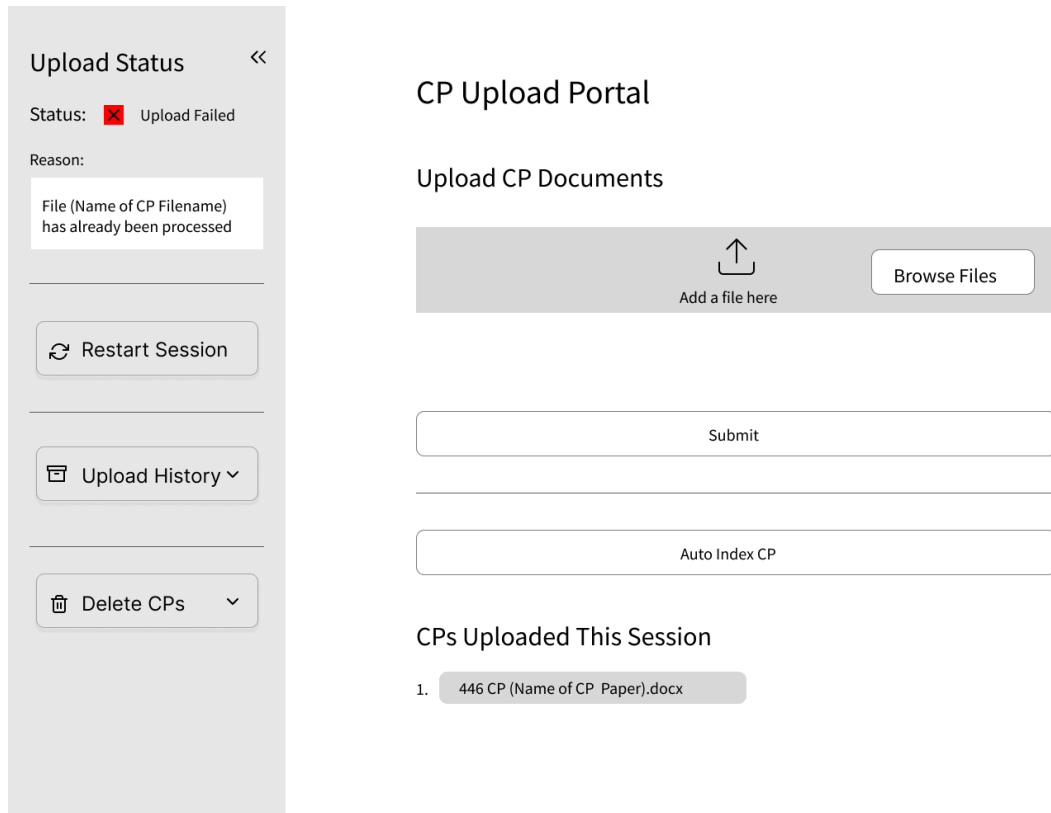 Upload Status
Status: Upload Failed
Reason:
File (Name of CP Filename)
has already been processed
Restart Session
Upload History
Delete CPs
CP Upload Portal
Upload CP Documents
Add a file here
Browse Files
Submit
Auto Index CP
CPs Uploaded This Session
1. 446 CP (Name of CP Paper).docx